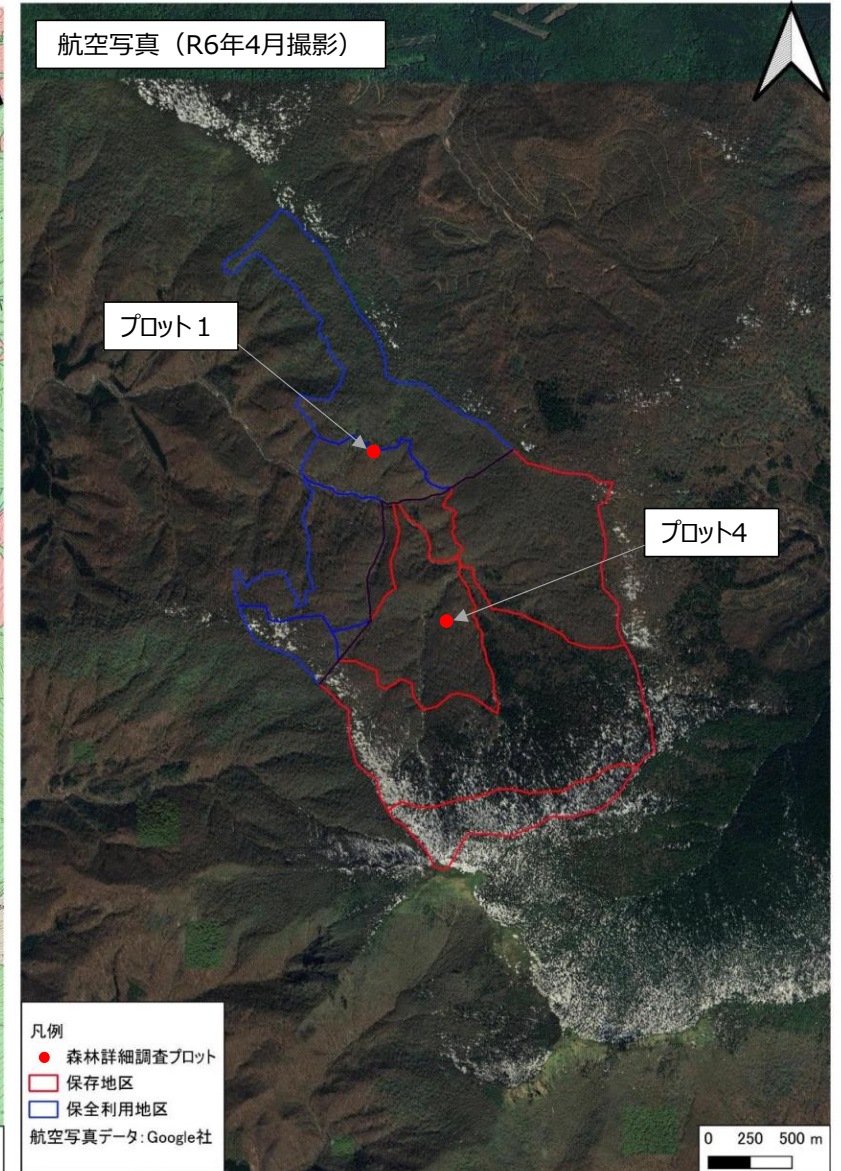 航空写真（R6年4月撮影）
プロット1
プロット4
凡例
森林詳細調査プロット
保存地区
保全利用地区
航空写真データ：Google社
0 250 500 m